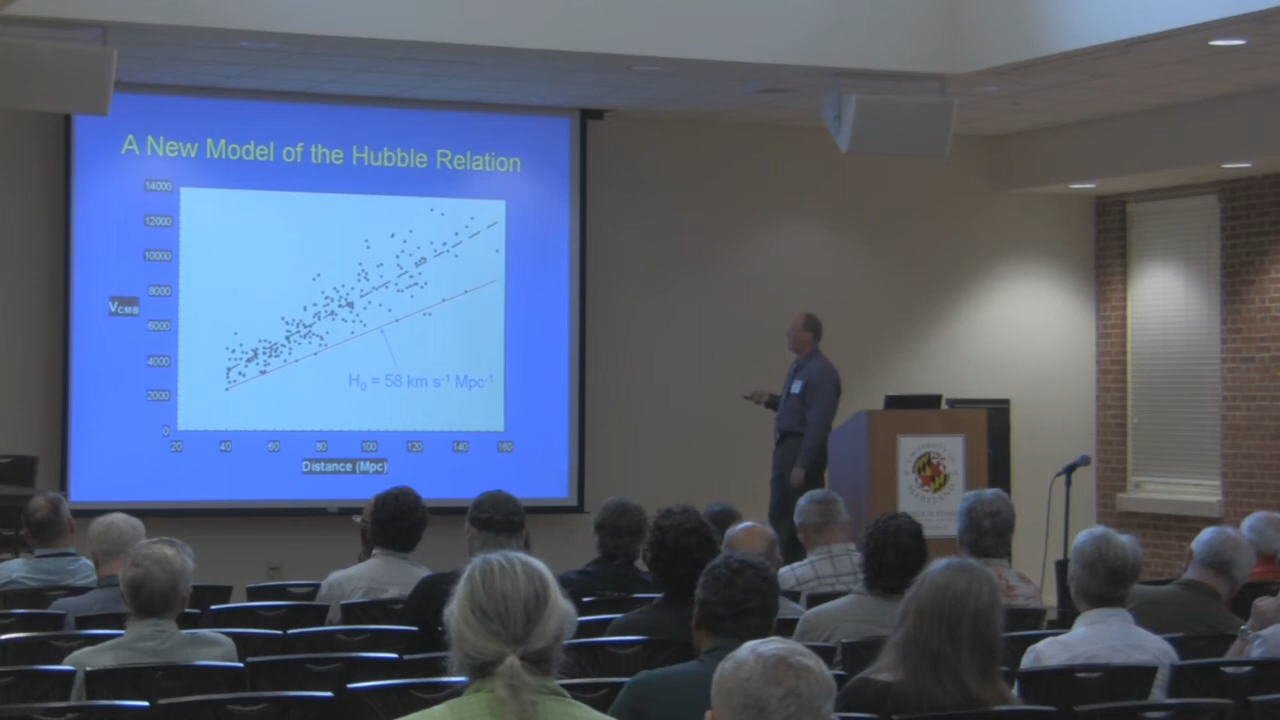 A New Model of the Hubble Relation
14000
12000
10000
8000
6000
4000
2000
0
V_CMB
20 40 60 80 100 120 140 160
Distance (Mpc)
H₀ = 58 km s⁻¹ Mpc⁻¹
MARYLAND